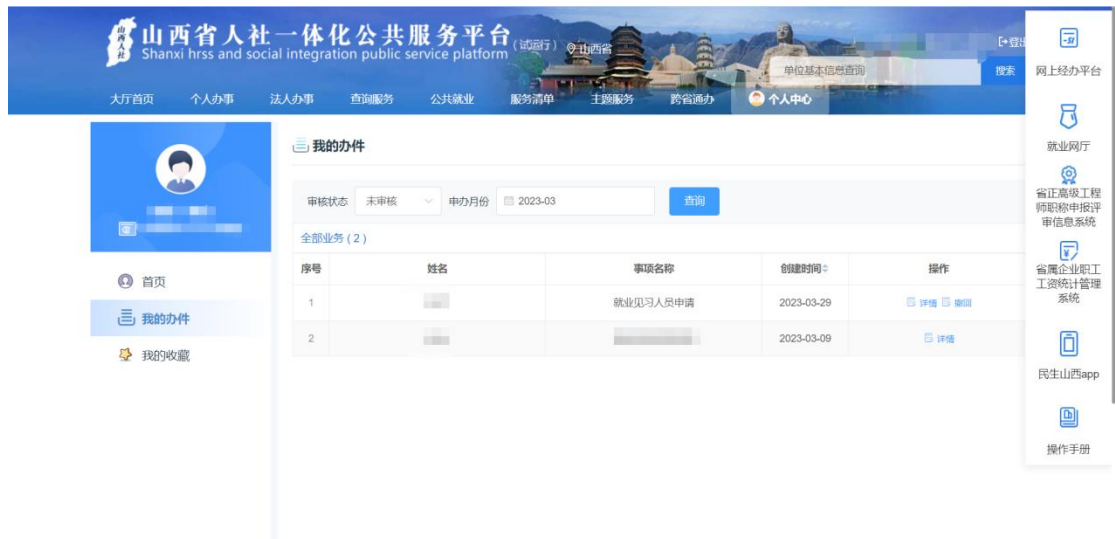 山西人社
山西省人社一体化公共服务平台(试运行) 山西省
Shanxi hrss and social integration public service platform
登出
单位基本信息查询 搜索
大厅首页 个人办事 法人办事 查询服务 公共就业 服务清单 主题服务 跨省通办 个人中心
我的办件
审核状态 未审核 申办月份 2023-03 查询
全部业务 ( 2 )
序号 姓名 事项名称 创建时间 操作
1 就业见习人员申请 2023-03-29 详情 撤回
2 2023-03-09 详情
首页
我的办件
我的收藏
网上经办平台
就业网厅
省正高级工程
师职称申报评
审信息系统
省属企业职工
工资统计管理
系统
民生山西app
操作手册